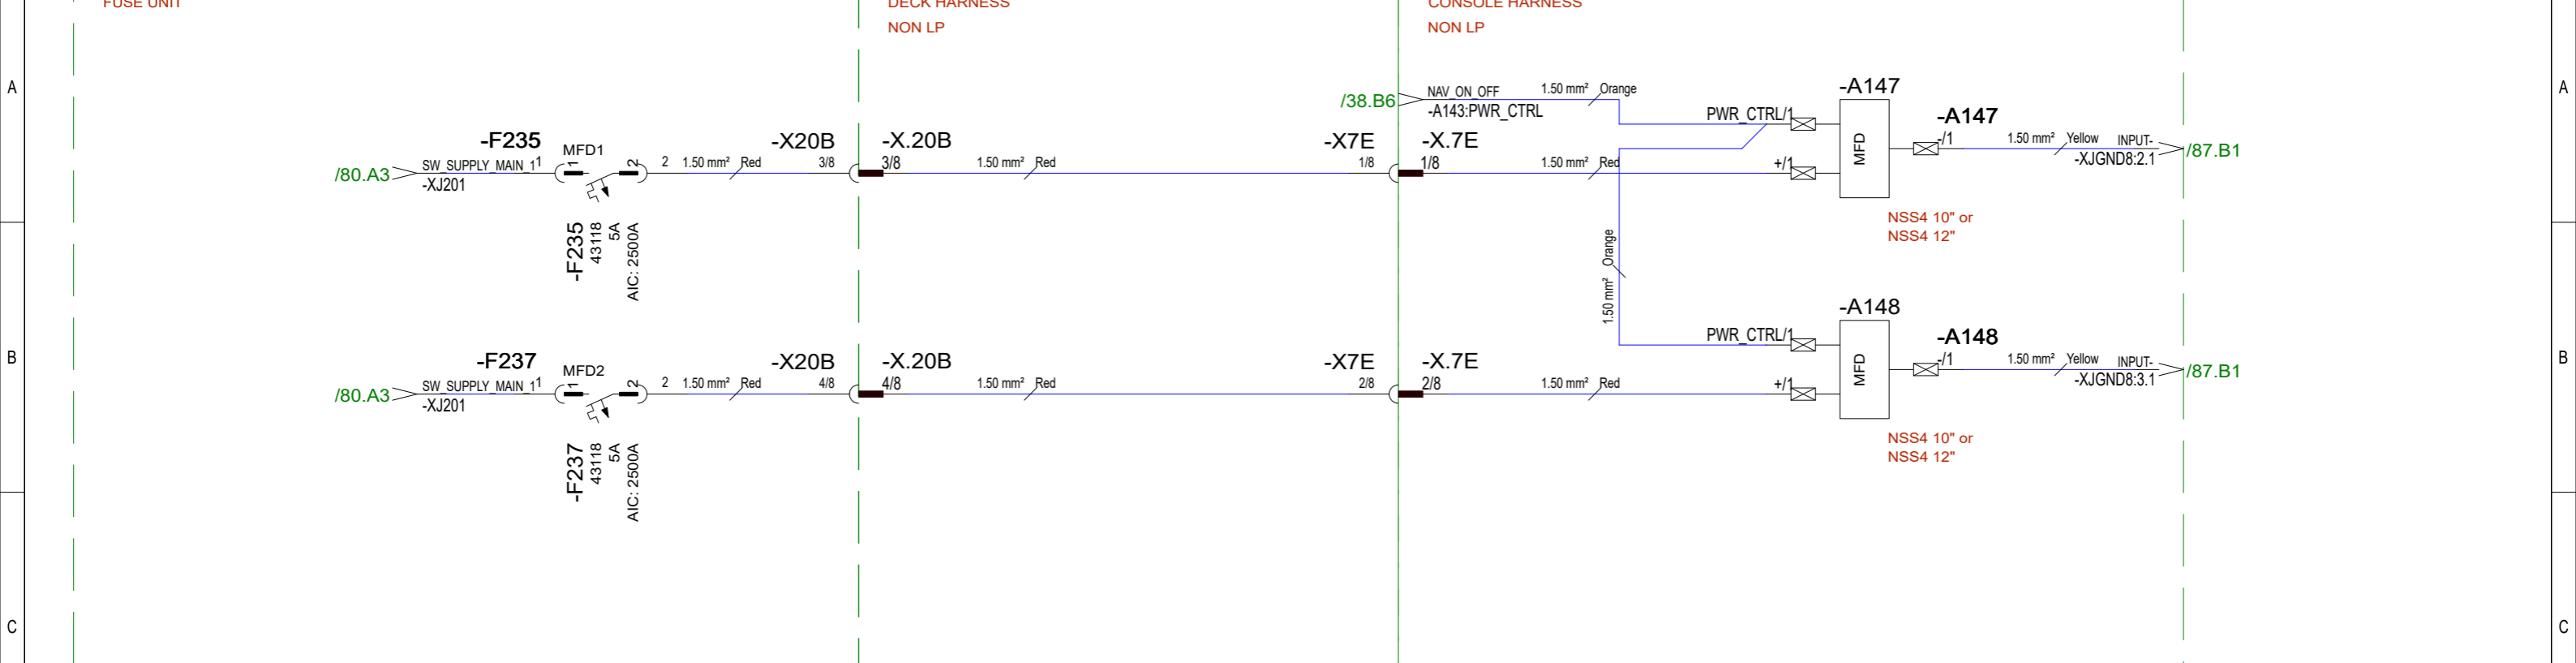 FUSE UNIT
DECK HARNESS
NON LP
CONSOLE HARNESS
NON LP
A
A
/38.B6
NAV_ON_OFF
-A143:PWR_CTRL
1.50 mm² Orange
PWR_CTRL/1
-A147
MFD
-A147
-/1
1.50 mm² Yellow
INPUT-
-XJGND8:2.1
/87.B1
/80.A3
SW_SUPPLY_MAIN_1
-XJ201
-F235
1
MFD1
1
2
2
1.50 mm² Red
-X20B
3/8
-X.20B
3/8
1.50 mm² Red
-X7E
1/8
-X.7E
1/8
1.50 mm² Red
+/1
-F235
43118
5A
AIC: 2500A
NSS4 10" or
NSS4 12"
1.50 mm² Orange
B
B
PWR_CTRL/1
-A148
MFD
-A148
-/1
1.50 mm² Yellow
INPUT-
-XJGND8:3.1
/87.B1
/80.A3
SW_SUPPLY_MAIN_1
-XJ201
-F237
1
MFD2
1
2
2
1.50 mm² Red
-X20B
4/8
-X.20B
4/8
1.50 mm² Red
-X7E
2/8
-X.7E
2/8
1.50 mm² Red
+/1
-F237
43118
5A
AIC: 2500A
NSS4 10" or
NSS4 12"
C
C